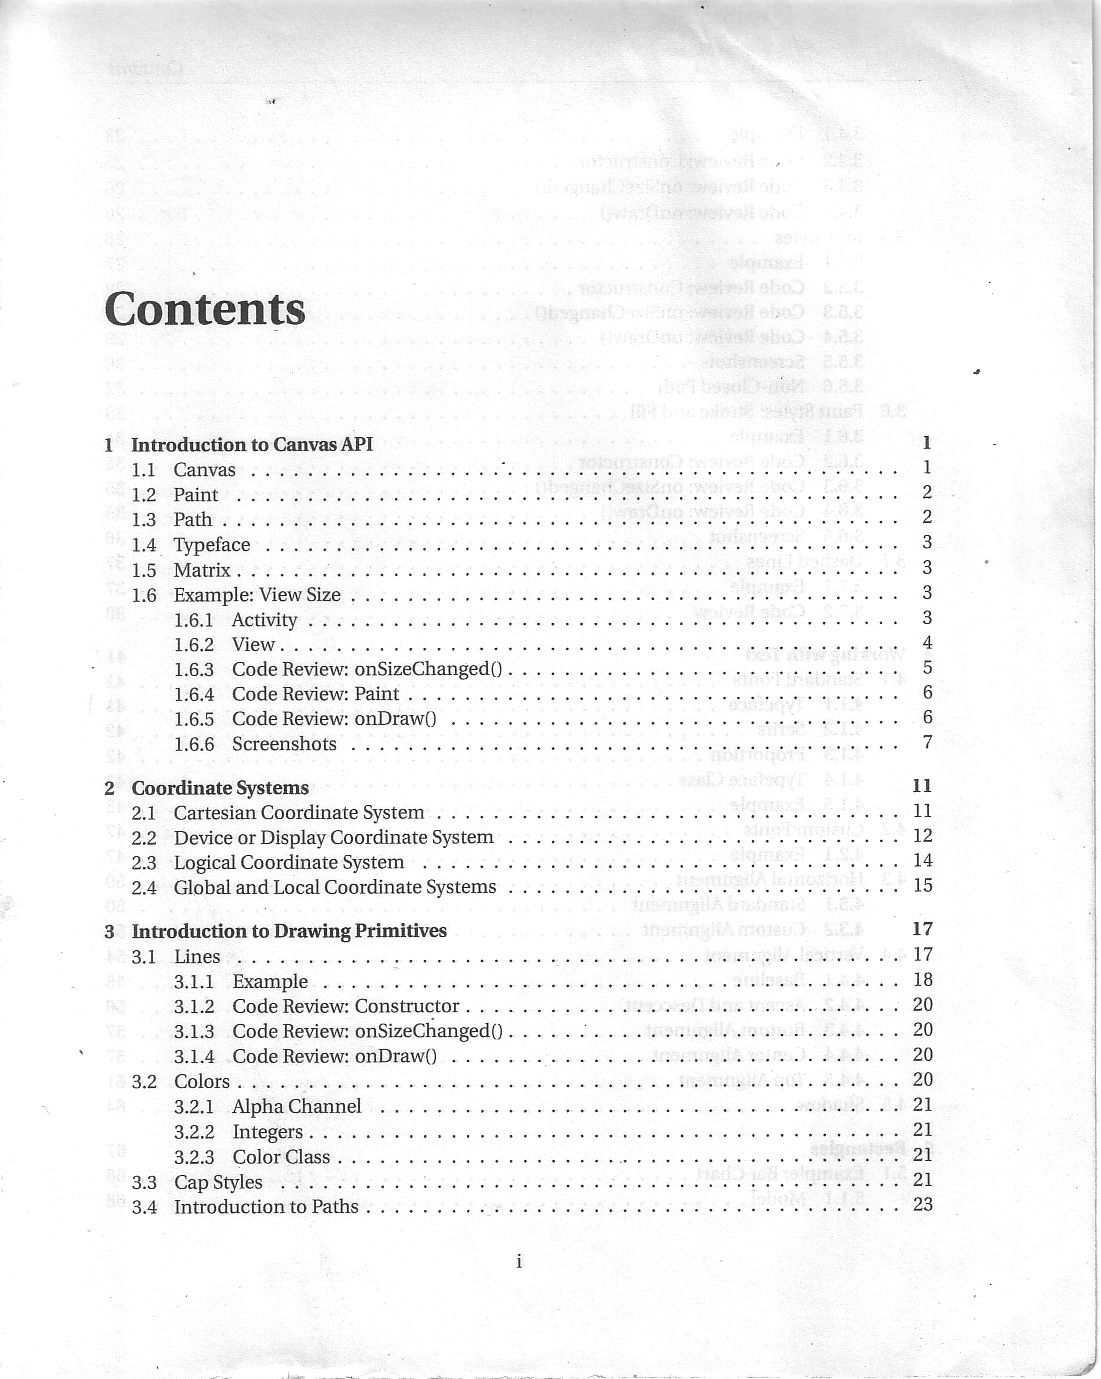 Contents
1 Introduction to Canvas API 1
1.1 Canvas . . . . . . . . . . . . . . . . . . . . 1
1.2 Paint . . . . . . . . . . . . . . . . . . . . 2
1.3 Path . . . . . . . . . . . . . . . . . . . . 2
1.4 Typeface . . . . . . . . . . . . . . . . . . . . 3
1.5 Matrix . . . . . . . . . . . . . . . . . . . . 3
1.6 Example: View Size . . . . . . . . . . . . . . . . . . . . 3
1.6.1 Activity . . . . . . . . . . . . . . . . . . . . 3
1.6.2 View . . . . . . . . . . . . . . . . . . . . 4
1.6.3 Code Review: onSizeChanged() . . . . . . . . . . . . . . . . . . . . 5
1.6.4 Code Review: Paint . . . . . . . . . . . . . . . . . . . . 6
1.6.5 Code Review: onDraw() . . . . . . . . . . . . . . . . . . . . 6
1.6.6 Screenshots . . . . . . . . . . . . . . . . . . . . 7
2 Coordinate Systems 11
2.1 Cartesian Coordinate System . . . . . . . . . . . . . . . . . . . . 11
2.2 Device or Display Coordinate System . . . . . . . . . . . . . . . . . . . . 12
2.3 Logical Coordinate System . . . . . . . . . . . . . . . . . . . . 14
2.4 Global and Local Coordinate Systems . . . . . . . . . . . . . . . . . . . . 15
3 Introduction to Drawing Primitives 17
3.1 Lines . . . . . . . . . . . . . . . . . . . . 17
3.1.1 Example . . . . . . . . . . . . . . . . . . . . 18
3.1.2 Code Review: Constructor . . . . . . . . . . . . . . . . . . . . 20
3.1.3 Code Review: onSizeChanged() . . . . . . . . . . . . . . . . . . . . 20
3.1.4 Code Review: onDraw() . . . . . . . . . . . . . . . . . . . . 20
3.2 Colors . . . . . . . . . . . . . . . . . . . . 20
3.2.1 Alpha Channel . . . . . . . . . . . . . . . . . . . . 21
3.2.2 Integers . . . . . . . . . . . . . . . . . . . . 21
3.2.3 Color Class . . . . . . . . . . . . . . . . . . . . 21
3.3 Cap Styles . . . . . . . . . . . . . . . . . . . . 21
3.4 Introduction to Paths . . . . . . . . . . . . . . . . . . . . 23
i